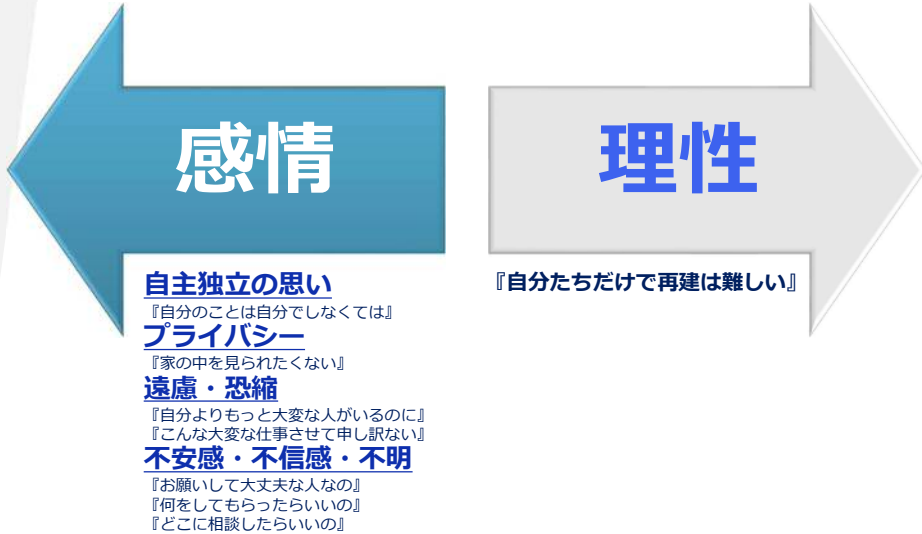 感情
自主独立の思い
『自分のことは自分でしなくては』
プライバシー
『家の中を見られたくない』
遠慮・恐縮
『自分よりもっと大変な人がいるのに』
『こんな大変な仕事させて申し訳ない』
不安感・不信感・不明
『お願いして大丈夫な人なの』
『何をしてもらったらいいの』
『どこに相談したらいいの』
理性
『自分たちだけで再建は難しい』